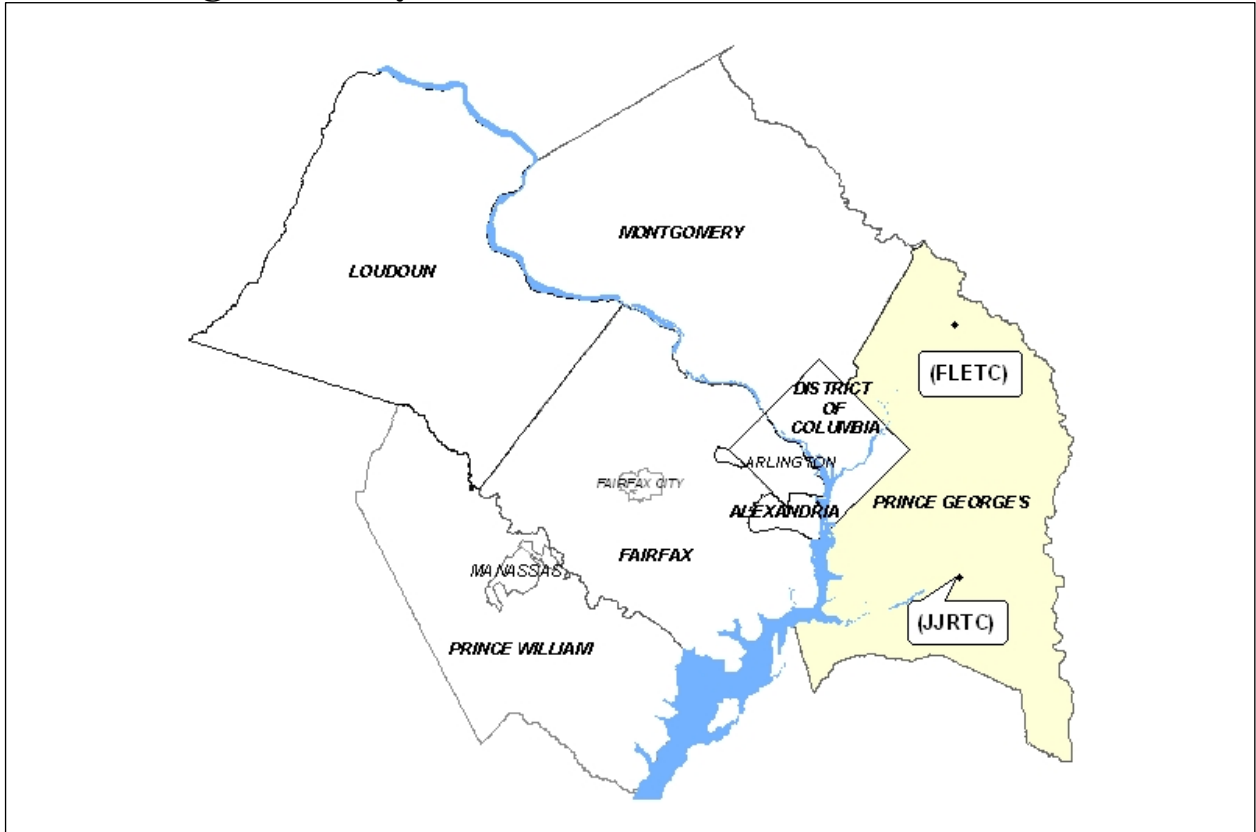 MONTGOMERY
LOUDOUN
(FLETC)
DISTRICT
OF
COLUMBIA
ARLINGTON
FAIRFAX CITY
PRINCE GEORGE'S
ALEXANDRIA
FAIRFAX
MANASSAS
(JJRTC)
PRINCE WILLIAM